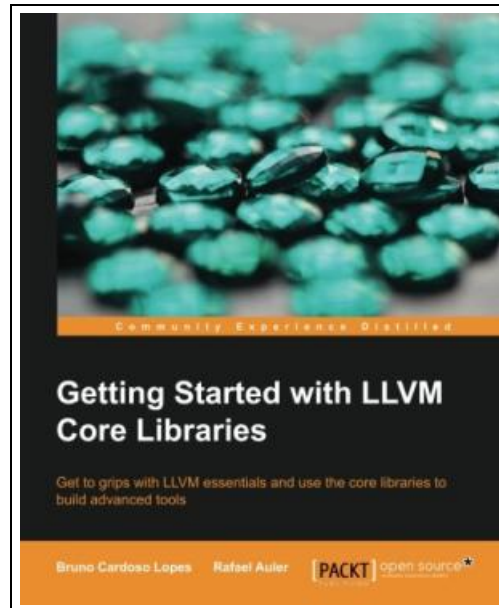 Community Experience Distilled
Getting Started with LLVM
Core Libraries
Get to grips with LLVM essentials and use the core libraries to
build advanced tools
Bruno Cardoso Lopes Rafael Auler [PACKT] open source*